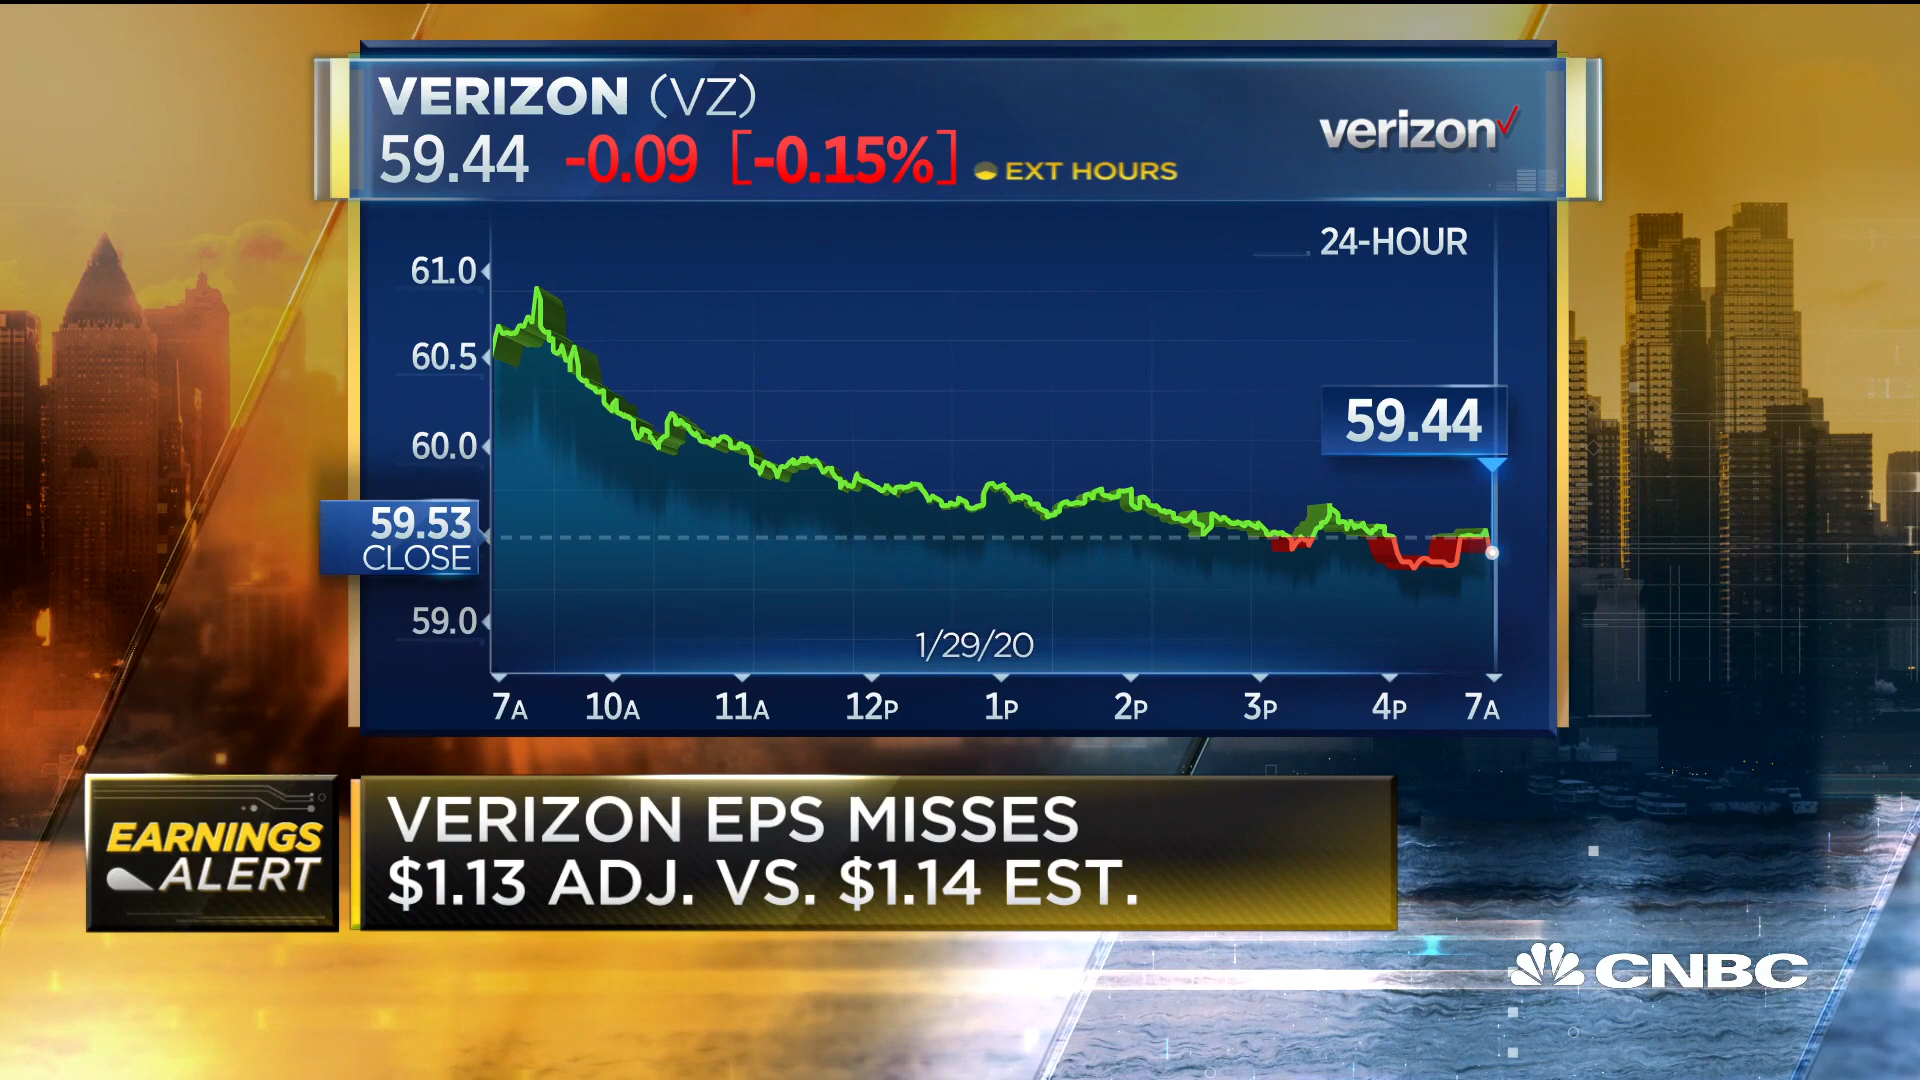 VERIZON (VZ)
59.44 -0.09 [-0.15%] EXT HOURS
verizon
24-HOUR
61.0
60.5
60.0
59.44
59.53
CLOSE
59.0
1/29/20
7A 10A 11A 12P 1P 2P 3P 4P 7A
EARNINGS
ALERT
VERIZON EPS MISSES
$1.13 ADJ. VS. $1.14 EST.
CNBC